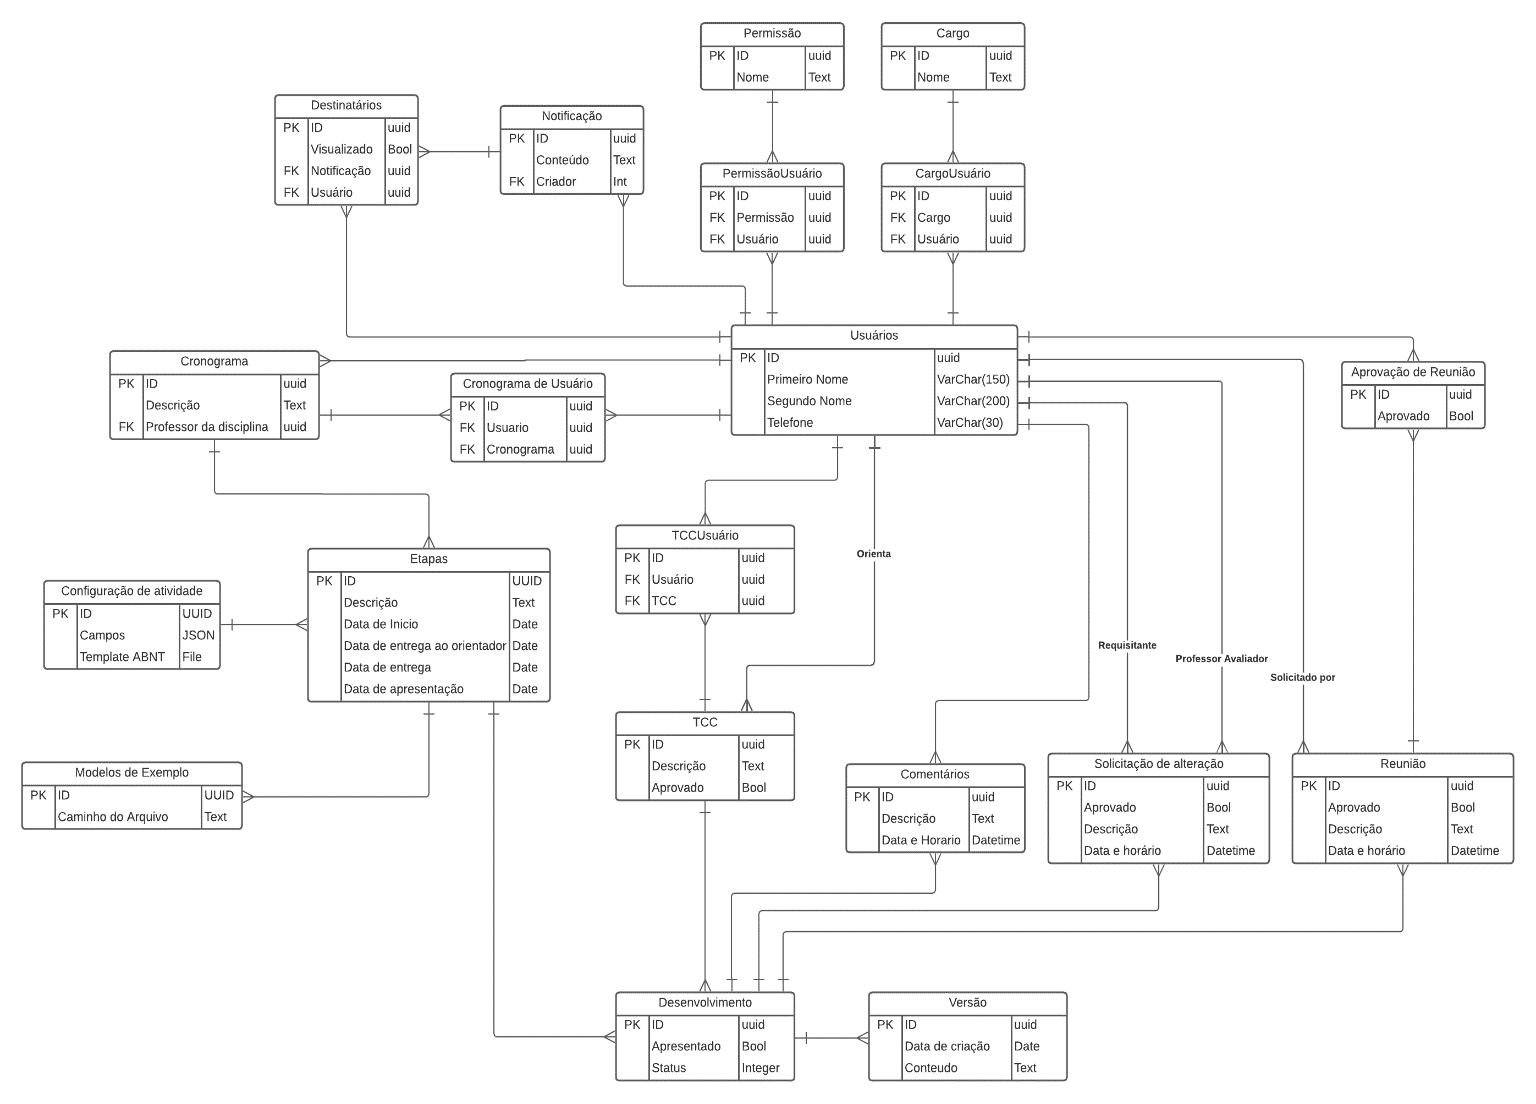 Permissão
PK ID uuid
Nome Text
Cargo
PK ID uuid
Nome Text
Destinatários
PK ID uuid
Visualizado Bool
FK Notificação uuid
FK Usuário uuid
Notificação
PK ID uuid
Conteúdo Text
FK Criador Int
PermissãoUsuário
PK ID uuid
FK Permissão uuid
FK Usuário uuid
CargoUsuário
PK ID uuid
FK Cargo uuid
FK Usuário uuid
Usuários
PK ID uuid
Primeiro Nome VarChar(150)
Segundo Nome VarChar(200)
Telefone VarChar(30)
Cronograma
PK ID uuid
Descrição Text
FK Professor da disciplina uuid
Cronograma de Usuário
PK ID uuid
FK Usuario uuid
FK Cronograma uuid
Aprovação de Reunião
PK ID uuid
Aprovado Bool
TCCUsuário
PK ID uuid
FK Usuário uuid
FK TCC uuid
Orienta
Etapas
PK ID UUID
Descrição Text
Data de Inicio Date
Data de entrega ao orientador Date
Data de entrega Date
Data de apresentação Date
Configuração de atividade
PK ID UUID
Campos JSON
Template ABNT File
Requisitante
Professor Avaliador
Solicitado por
TCC
PK ID uuid
Descrição Text
Aprovado Bool
Modelos de Exemplo
PK ID UUID
Caminho do Arquivo Text
Comentários
PK ID uuid
Descrição Text
Data e Horario Datetime
Solicitação de alteração
PK ID uuid
Aprovado Bool
Descrição Text
Data e horário Datetime
Reunião
PK ID uuid
Aprovado Bool
Descrição Text
Data e horário Datetime
Desenvolvimento
PK ID uuid
Apresentado Bool
Status Integer
Versão
PK ID uuid
Data de criação Date
Conteudo Text